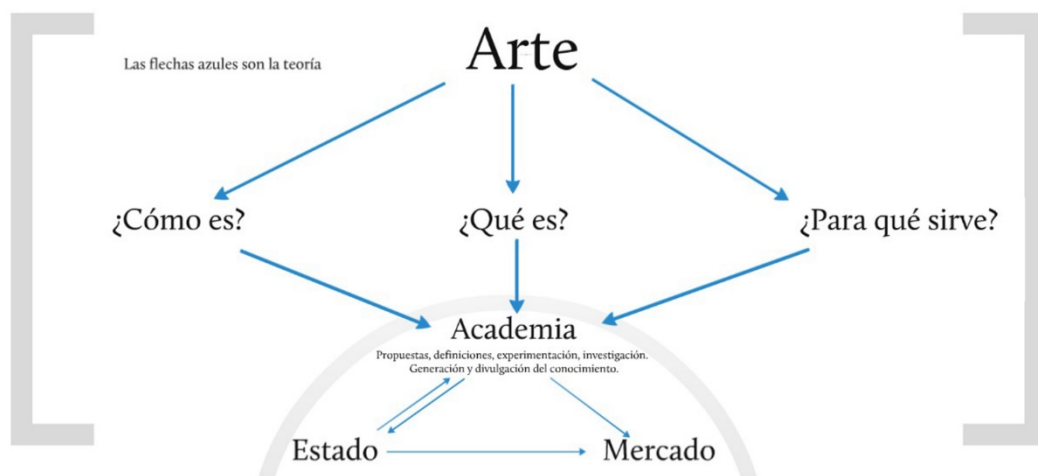 Arte
Las flechas azules son la teoría
¿Cómo es?
¿Qué es?
¿Para qué sirve?
Academia
Propuestas, definiciones, experimentación, investigación.
Generación y divulgación del conocimiento.
Estado
Mercado